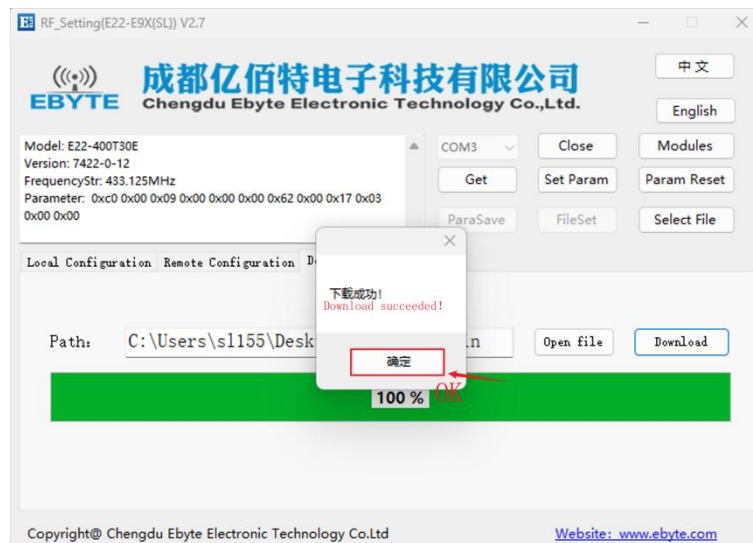 RF_Setting(E22-E9X(SL)) V2.7
EBYTE
成都亿佰特电子科技有限公司
Chengdu Ebyte Electronic Technology Co.,Ltd.
中文
English
Model: E22-400T30E
Version: 7422-0-12
FrequencyStr: 433.125MHz
Parameter: 0xc0 0x00 0x09 0x00 0x00 0x00 0x62 0x00 0x17 0x03
0x00 0x00
COM3
Close
Modules
Get
Set Param
Param Reset
ParaSave
FileSet
Select File
Local Configuration
Remote Configuration
下载成功!
Download succeeded!
确定
OK
Path:
C:\Users\sl155\Desk
Open file
Download
100 %
Copyright@ Chengdu Ebyte Electronic Technology Co.Ltd
Website: www.ebyte.com